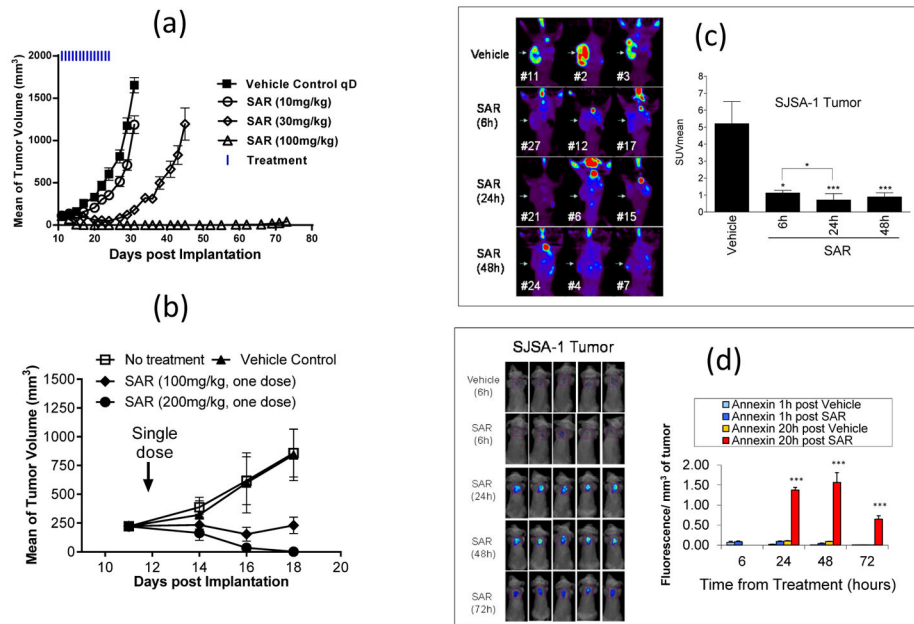 (a)
Mean of Tumor Volume (mm³)
2000
1500
1000
500
0
10 20 30 40 50 60 70 80
Days post Implantation
Vehicle Control qD
SAR (10mg/kg)
SAR (30mg/kg)
SAR (100mg/kg)
Treatment
(b)
Mean of Tumor Volume (mm³)
No treatment Vehicle Control
SAR (100mg/kg, one dose)
SAR (200mg/kg, one dose)
1500
1250
1000
750
500
250
0
Single
dose
10 12 14 16 18 20
Days post Implantation
(c)
Vehicle
#11 #2 #3
SAR
(6h)
#27 #12 #17
SAR
(24h)
#21 #6 #15
SAR
(48h)
#24 #4 #7
SJSA-1 Tumor
SUVmean
7
6
5
4
3
2
1
0
*
* *** ***
Vehicle
6h 24h 48h
SAR
(d)
SJSA-1 Tumor
Vehicle
(6h)
SAR
(6h)
SAR
(24h)
SAR
(48h)
SAR
(72h)
Annexin 1h post Vehicle
Annexin 1h post SAR
Annexin 20h post Vehicle
Annexin 20h post SAR
Fluorescence/ mm³ of tumor
2.00
1.50
1.00
0.50
0.00
*** *** ***
6 24 48 72
Time from Treatment (hours)